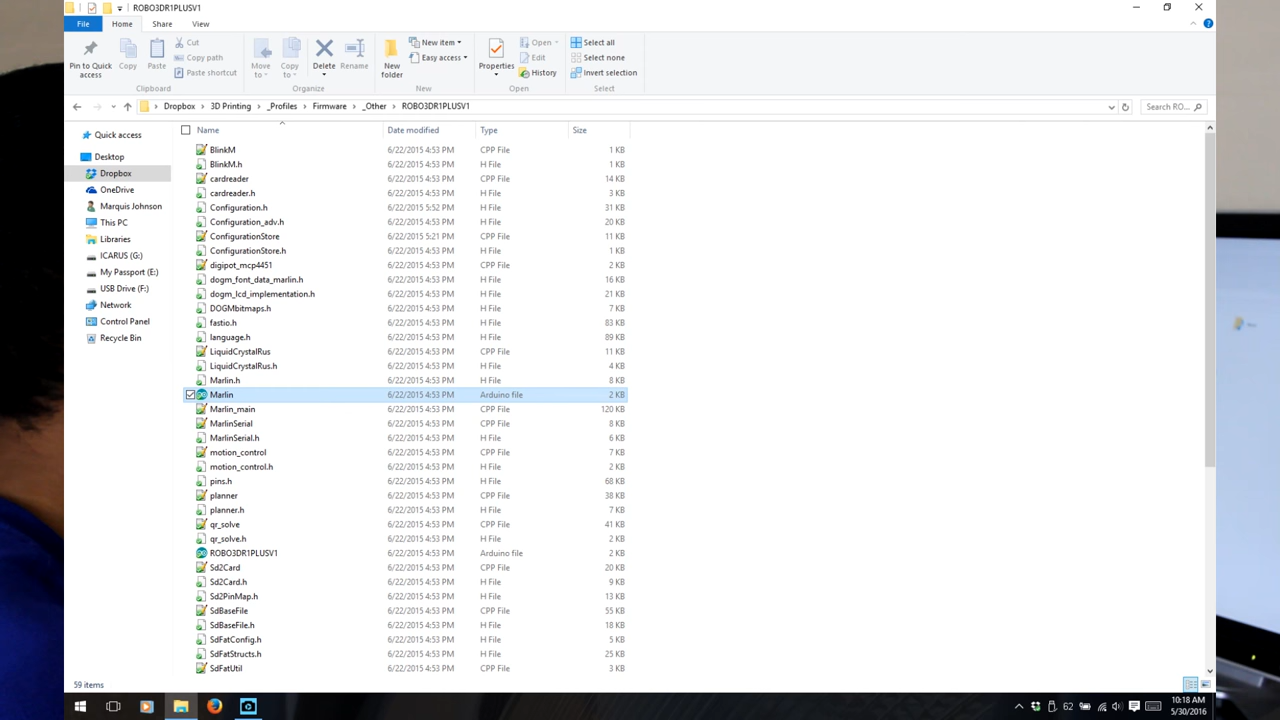 ROBO3DR1PLUSV1
File Home Share View
Pin to Quick access
Copy
Paste
Cut
Copy path
Paste shortcut
Clipboard
Move to
Copy to
Delete
Rename
Organize
New folder
New item
Easy access
New
Properties
Open
Edit
History
Open
Select all
Select none
Invert selection
Select
Dropbox > 3D Printing > _Profiles > Firmware > _Other > ROBO3DR1PLUSV1
Search RO...
Quick access
Desktop
Dropbox
OneDrive
Marquis Johnson
This PC
Libraries
ICARUS (G:)
My Passport (E:)
USB Drive (F:)
Network
Control Panel
Recycle Bin
Name Date modified Type Size
BlinkM 6/22/2015 4:53 PM CPP File 1 KB
BlinkM.h 6/22/2015 4:53 PM H File 1 KB
cardreader 6/22/2015 4:53 PM CPP File 14 KB
cardreader.h 6/22/2015 4:53 PM H File 3 KB
Configuration.h 6/22/2015 5:52 PM H File 31 KB
Configuration_adv.h 6/22/2015 4:53 PM H File 20 KB
ConfigurationStore 6/22/2015 5:21 PM CPP File 11 KB
ConfigurationStore.h 6/22/2015 4:53 PM H File 1 KB
digipot_mcp4451 6/22/2015 4:53 PM CPP File 2 KB
dogm_font_data_marlin.h 6/22/2015 4:53 PM H File 16 KB
dogm_lcd_implementation.h 6/22/2015 4:53 PM H File 21 KB
DOGMbitmaps.h 6/22/2015 4:53 PM H File 7 KB
fastio.h 6/22/2015 4:53 PM H File 83 KB
language.h 6/22/2015 4:53 PM H File 89 KB
LiquidCrystalRus 6/22/2015 4:53 PM CPP File 11 KB
LiquidCrystalRus.h 6/22/2015 4:53 PM H File 4 KB
Marlin.h 6/22/2015 4:53 PM H File 8 KB
Marlin 6/22/2015 4:53 PM Arduino file 2 KB
Marlin_main 6/22/2015 4:53 PM CPP File 120 KB
MarlinSerial 6/22/2015 4:53 PM CPP File 8 KB
MarlinSerial.h 6/22/2015 4:53 PM H File 6 KB
motion_control 6/22/2015 4:53 PM CPP File 7 KB
motion_control.h 6/22/2015 4:53 PM H File 2 KB
pins.h 6/22/2015 4:53 PM H File 68 KB
planner 6/22/2015 4:53 PM CPP File 38 KB
planner.h 6/22/2015 4:53 PM H File 7 KB
qr_solve 6/22/2015 4:53 PM CPP File 41 KB
qr_solve.h 6/22/2015 4:53 PM H File 2 KB
ROBO3DR1PLUSV1 6/22/2015 4:53 PM Arduino file 2 KB
Sd2Card 6/22/2015 4:53 PM CPP File 20 KB
Sd2Card.h 6/22/2015 4:53 PM H File 9 KB
Sd2PinMap.h 6/22/2015 4:53 PM H File 13 KB
SdBaseFile 6/22/2015 4:53 PM CPP File 55 KB
SdBaseFile.h 6/22/2015 4:53 PM H File 18 KB
SdFatConfig.h 6/22/2015 4:53 PM H File 5 KB
SdFatStructs.h 6/22/2015 4:53 PM H File 25 KB
SdFatUtil 6/22/2015 4:53 PM CPP File 3 KB
59 items
62
10:18 AM
5/30/2016